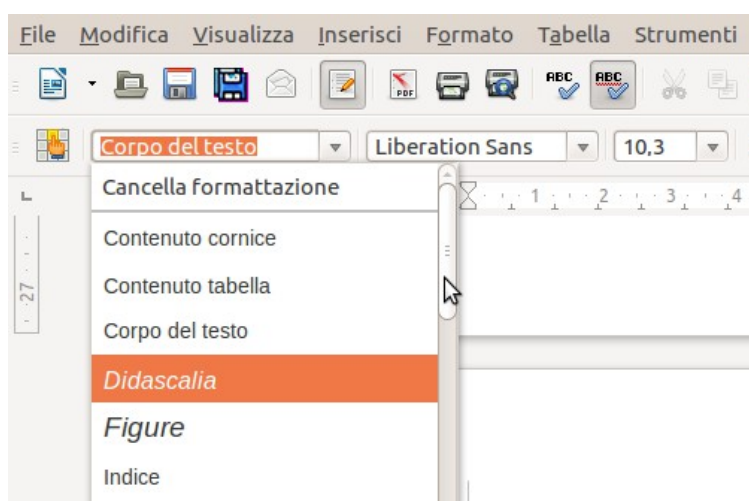 File Modifica Visualizza Inserisci Formato Tabella Strumenti
PDF ABC ABC
Corpo del testo Liberation Sans 10,3
Cancella formattazione
1 2 3 4
Contenuto cornice
Contenuto tabella
27
Corpo del testo
Didascalia
Figure
Indice